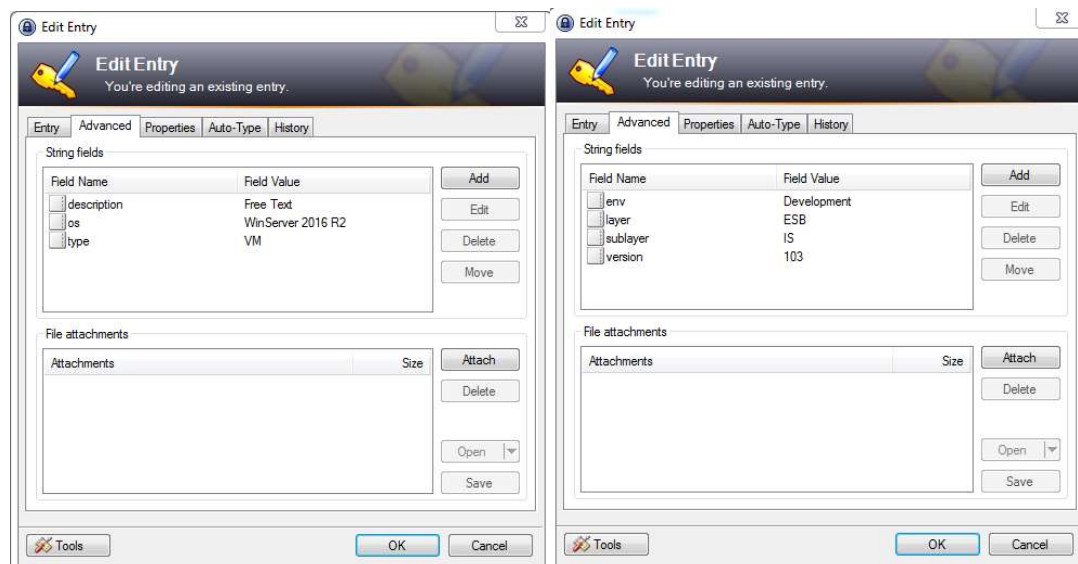 Edit Entry
Edit Entry
You're editing an existing entry.
Entry Advanced Properties Auto-Type History
String fields
Field Name Field Value
description Free Text
os WinServer 2016 R2
type VM
Add
Edit
Delete
Move
File attachments
Attachments Size
Attach
Delete
Open
Save
Tools OK Cancel
Edit Entry
Edit Entry
You're editing an existing entry.
Entry Advanced Properties Auto-Type History
String fields
Field Name Field Value
env Development
layer ESB
sublayer IS
version 103
Add
Edit
Delete
Move
File attachments
Attachments Size
Attach
Delete
Open
Save
Tools OK Cancel